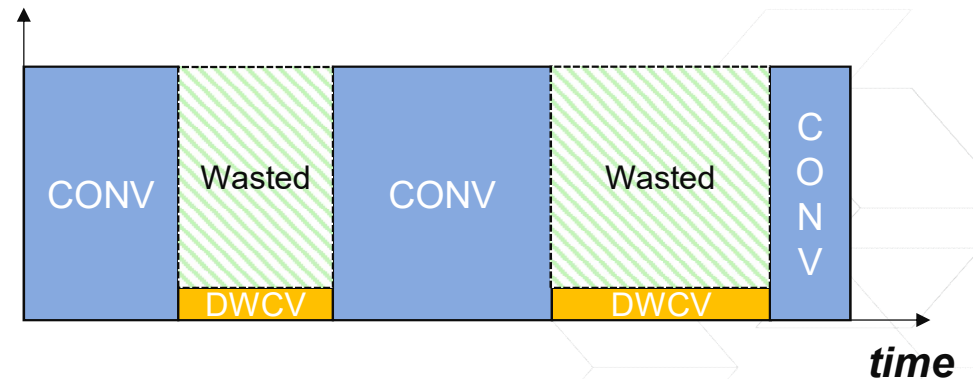 CONV
Wasted
DWCV
CONV
Wasted
DWCV
C
O
N
V
time